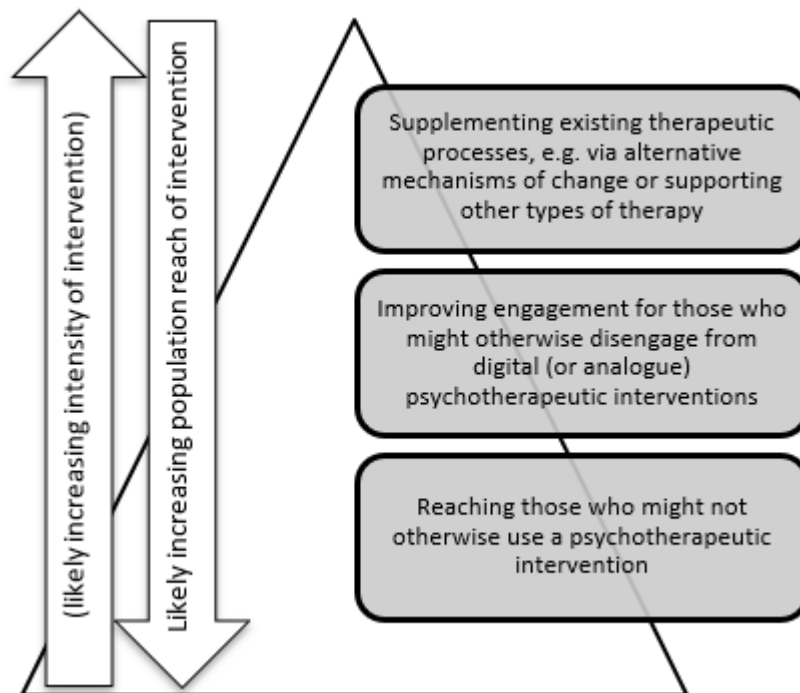 (likely increasing intensity of intervention)
Likely increasing population reach of intervention
Supplementing existing therapeutic
processes, e.g. via alternative
mechanisms of change or supporting
other types of therapy
Improving engagement for those who
might otherwise disengage from
digital (or analogue)
psychotherapeutic interventions
Reaching those who might not
otherwise use a psychotherapeutic
intervention